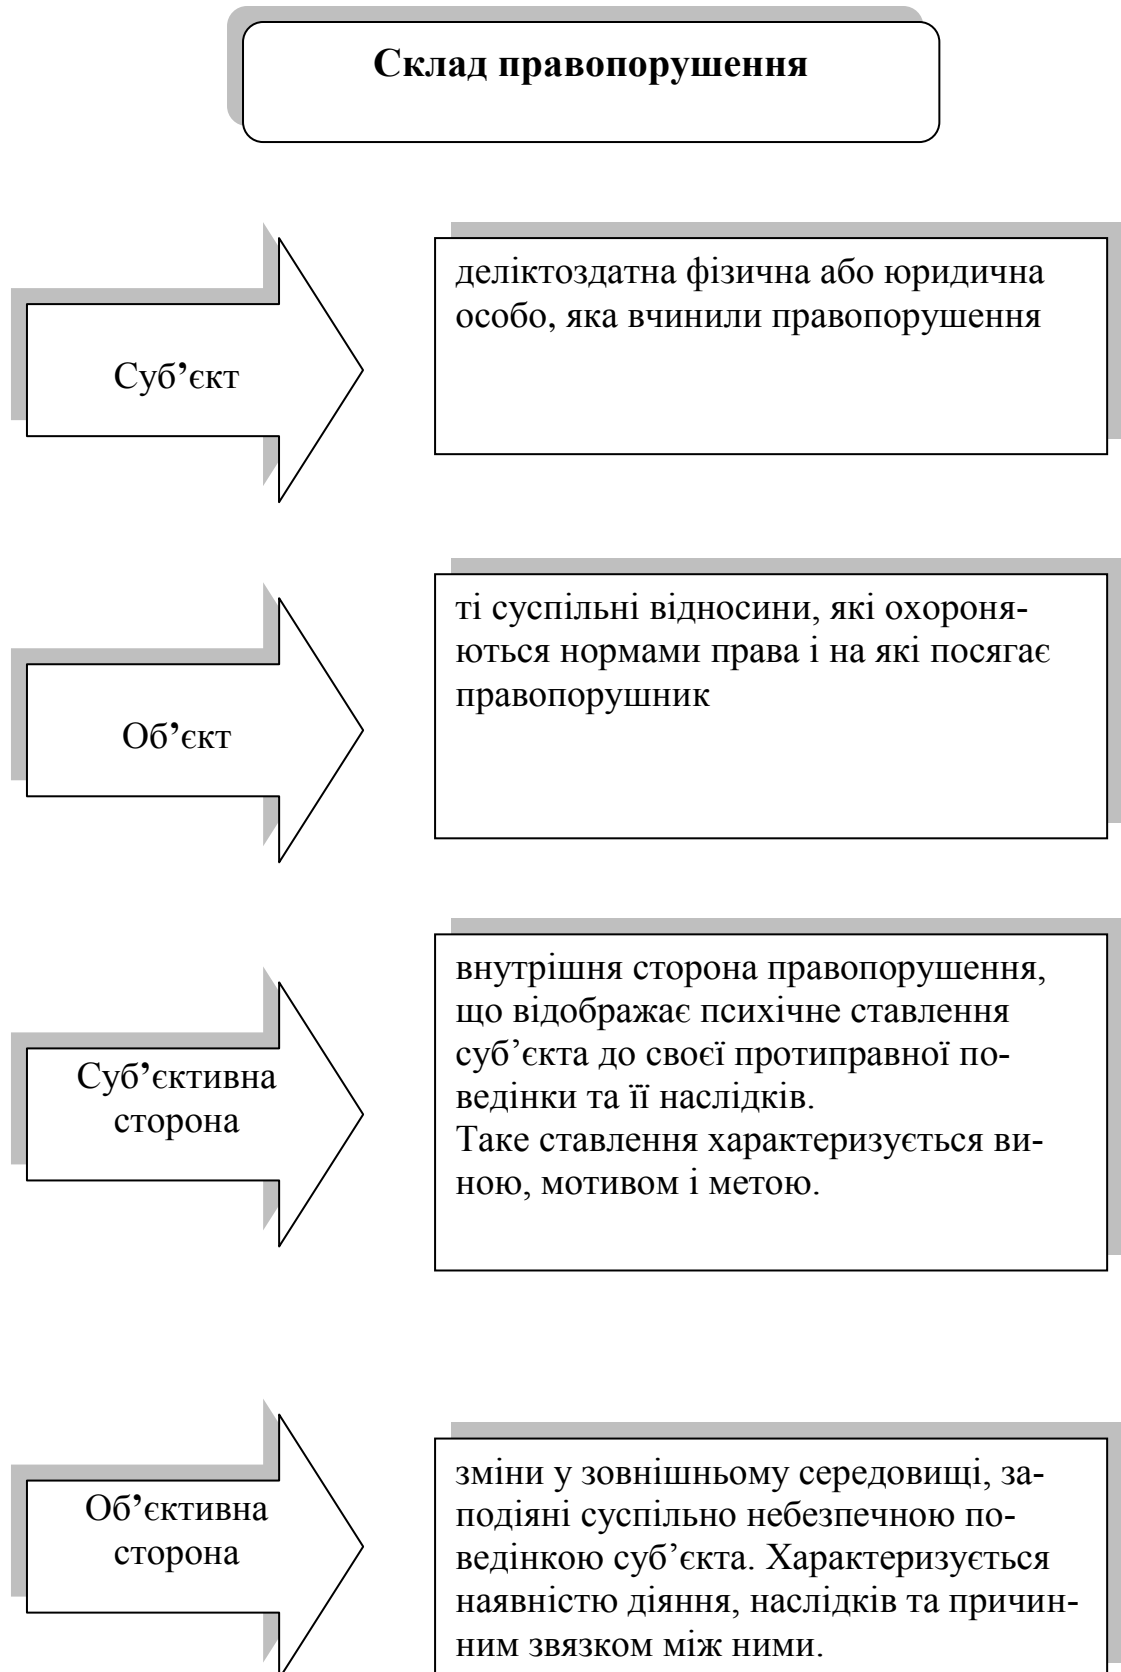 Склад правопорушення
Суб’єкт
деліктоздатна фізична або юридична
особо, яка вчинили правопорушення
Об’єкт
ті суспільні відносини, які охороня-
ються нормами права і на які посягає
правопорушник
Суб’єктивна
сторона
внутрішня сторона правопорушення,
що відображає психічне ставлення
суб’єкта до своєї протиправної по-
ведінки та її наслідків.
Таке ставлення характеризується ви-
ною, мотивом і метою.
Об’єктивна
сторона
зміни у зовнішньому середовищі, за-
подіяні суспільно небезпечною по-
ведінкою суб’єкта. Характеризується
наявністю діяння, наслідків та причин-
ним звязком між ними.